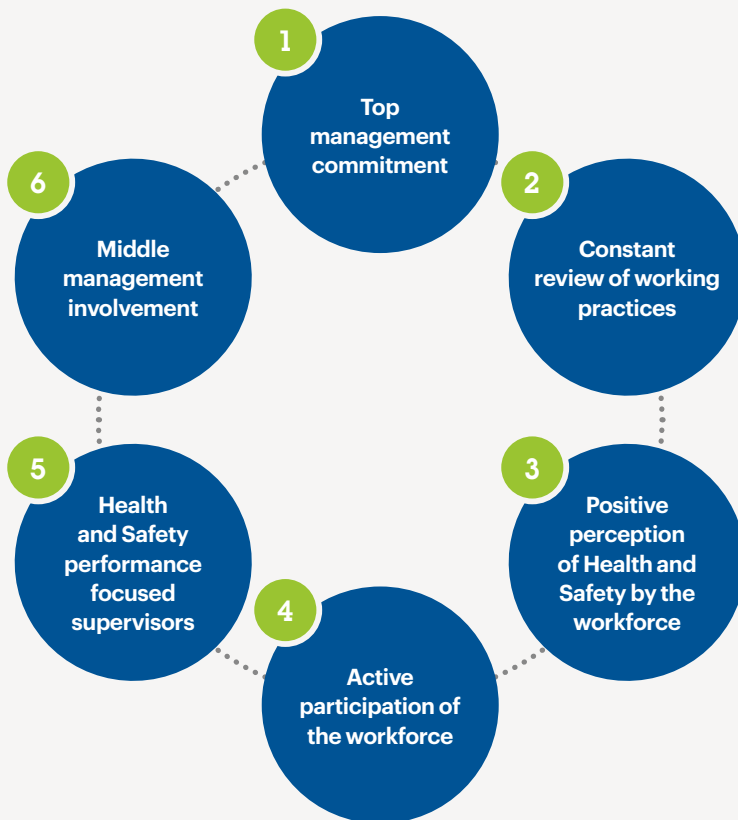 1
Top
management
commitment
2
Constant
review of working
practices
3
Positive
perception
of Health and
Safety by the
workforce
4
Active
participation of
the workforce
5
Health
and Safety
performance
focused
supervisors
6
Middle
management
involvement